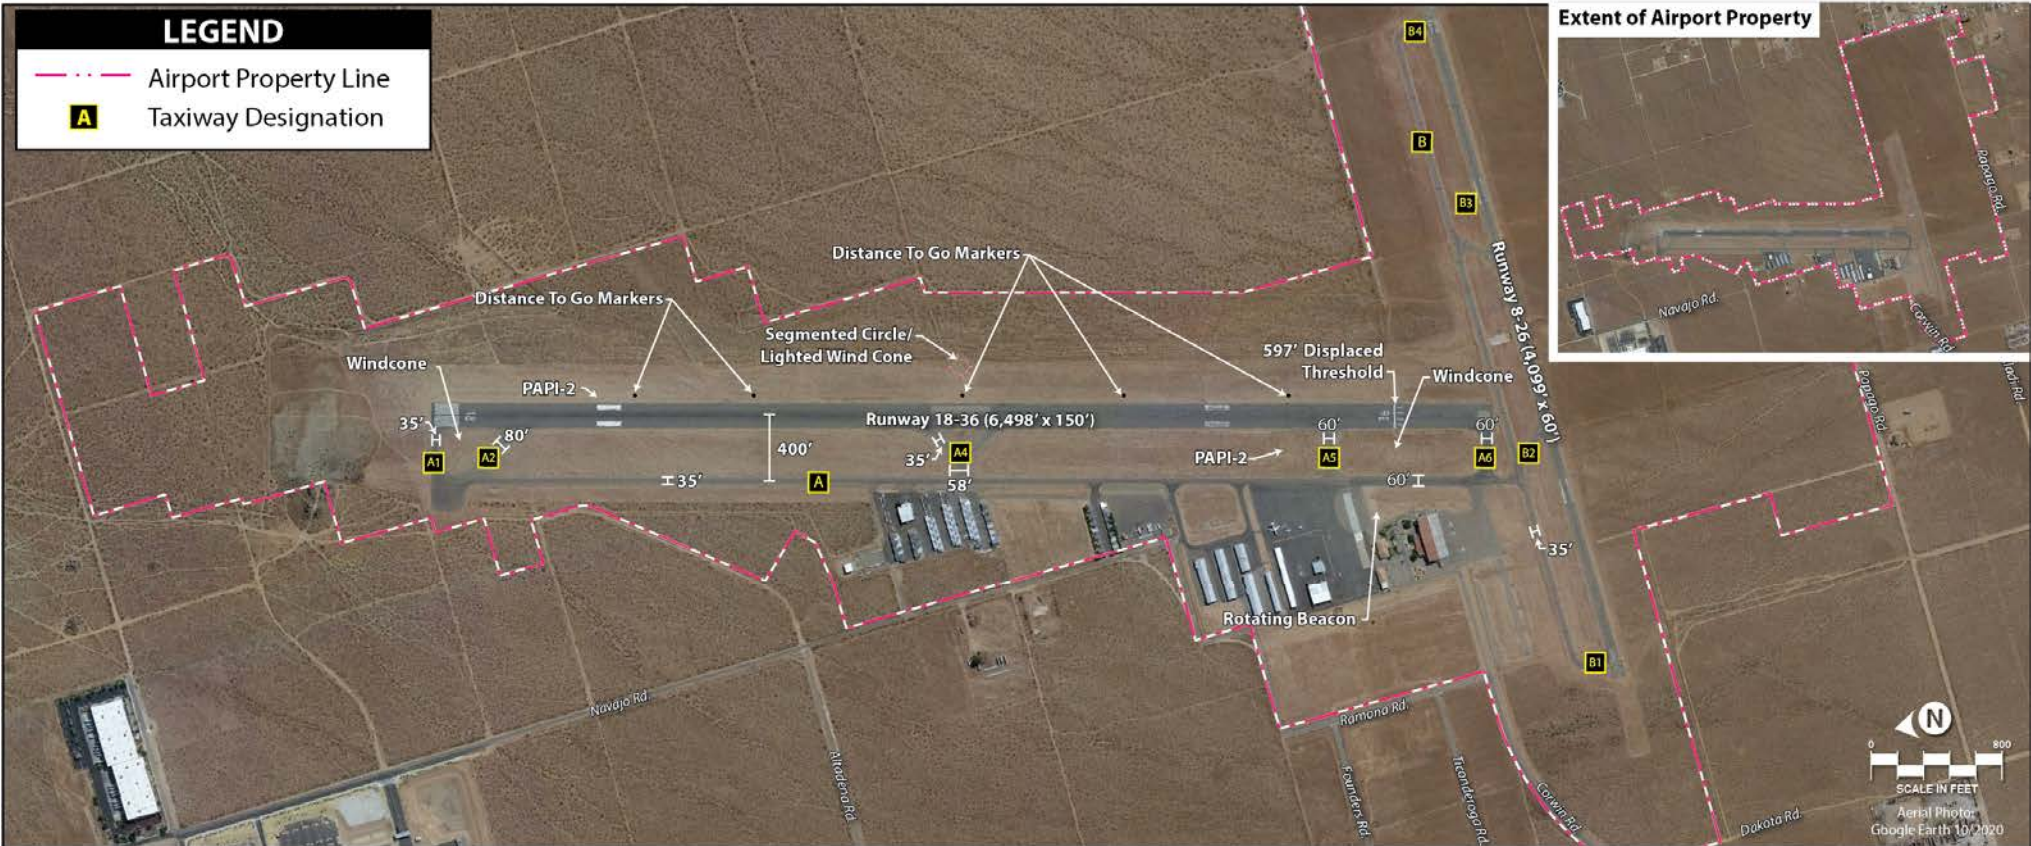 LEGEND
Airport Property Line
A
Taxiway Designation
Extent of Airport Property
Papago Rd.
Navajo Rd.
Corwin Rd.
B4
B
B3
Distance To Go Markers
Distance To Go Markers
Runway 8-26 (4,099' x 60')
Segmented Circle/
Lighted Wind Cone
597' Displaced
Threshold
Windcone
Windcone
PAPI-2
Papago Rd.
Runway 18-36 (6,498' x 150')
35'
80'
400'
35'
60'
60'
A1
A2
A4
PAPI-2
A5
A6
B2
35'
A
58'
60'
35'
Rotating Beacon
B1
Navajo Rd.
Ramona Rd.
Altadena Rd.
Founders Rd.
Ticonderoga Rd.
Corwin Rd.
Dakota Rd.
N
0 800
SCALE IN FEET
Aerial Photo:
Google Earth 10/2020